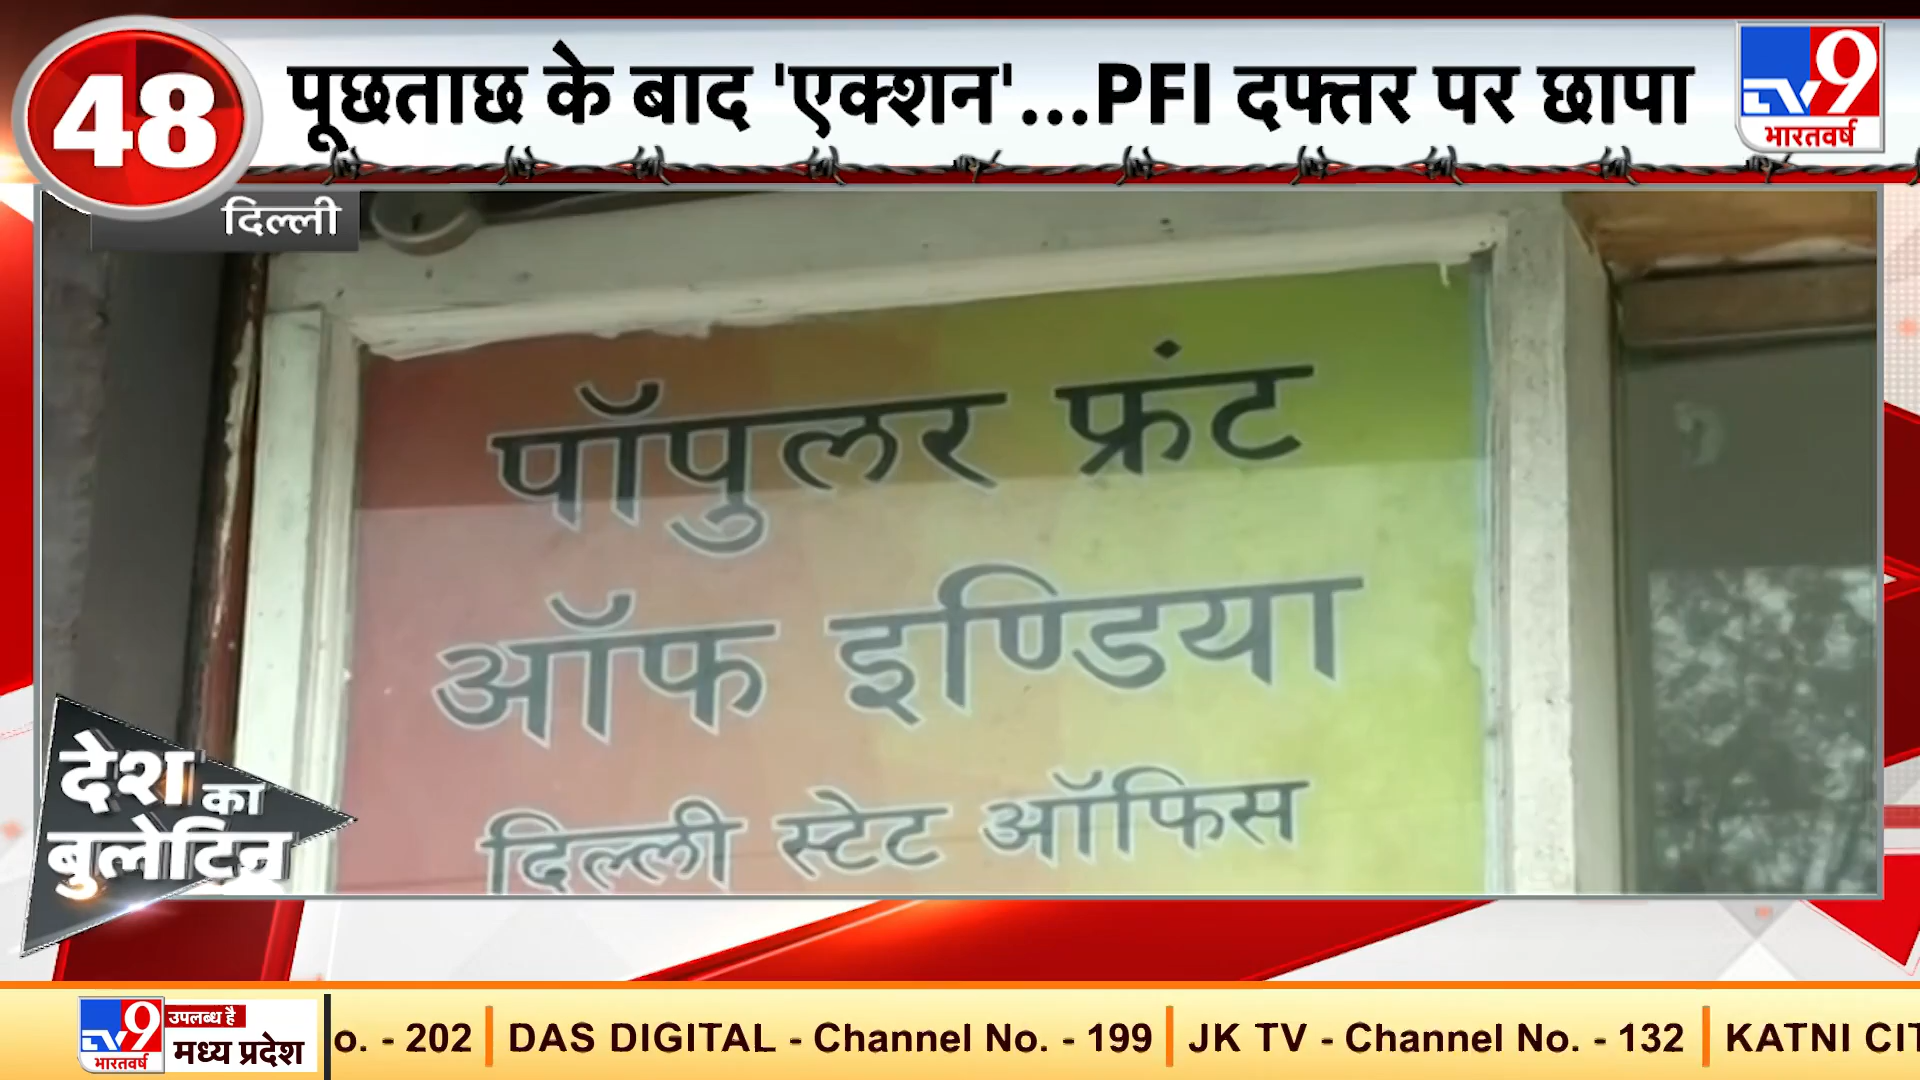 48
पूछताछ के बाद 'एक्शन'...PFI दफ्तर पर छापा
TV9
भारतवर्ष
दिल्ली
पॉपुलर फ्रंट
ऑफ इण्डिया
दिल्ली स्टेट ऑफिस
देश का
बुलेटिन
TV9
भारतवर्ष
उपलब्ध है
मध्य प्रदेश
o. - 202 | DAS DIGITAL - Channel No. - 199 | JK TV - Channel No. - 132 | KATNI CIT